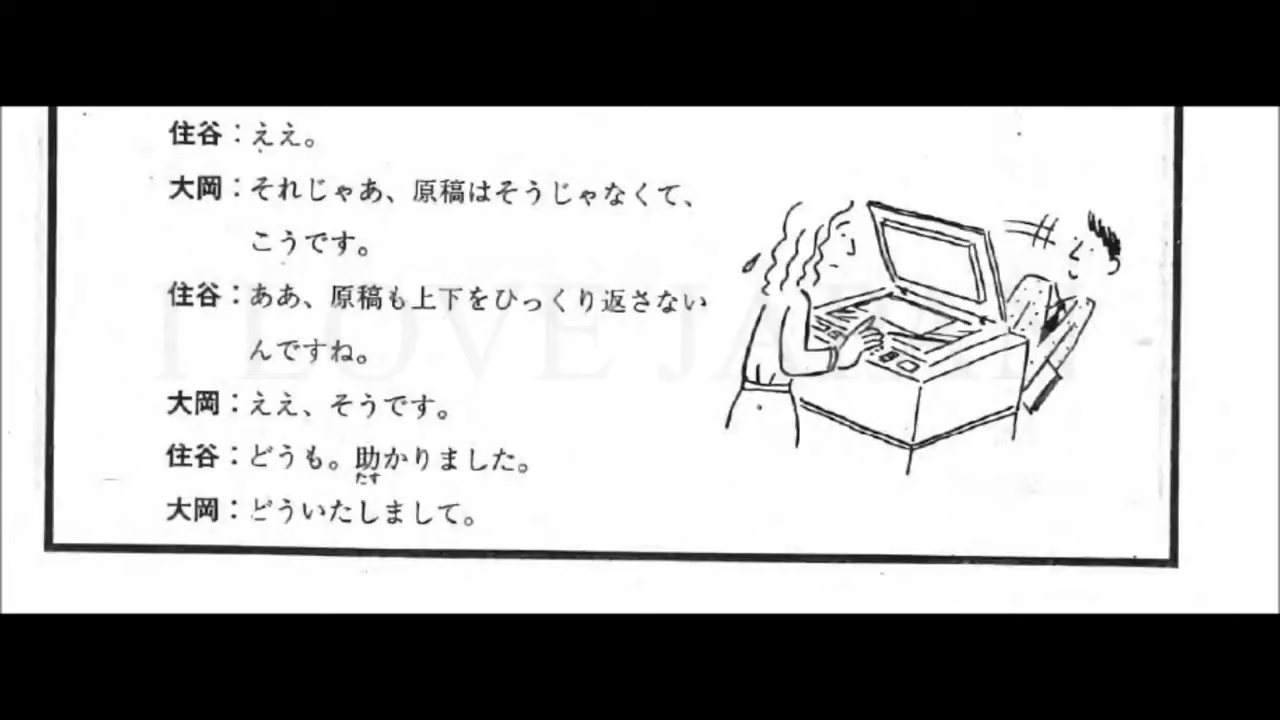 住谷：ええ。
大岡：それじゃあ、原稿はそうじゃなくて、
こうです。
住谷：ああ、原稿も上下をひっくり返さない
んですね。
大岡：ええ、そうです。
住谷：どうも。助かりました。
たす
大岡：どういたしまして。
I LOVE JAPAN